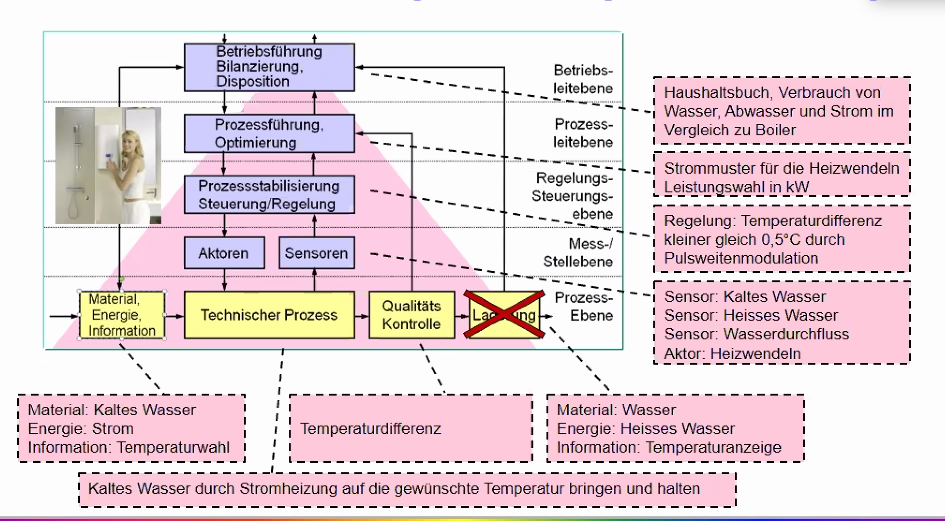 Betriebsführung
Bilanzierung,
Disposition
Betriebs-
leitebene
Prozessführung,
Optimierung
Prozess-
leitebene
Prozessstabilisierung
Steuerung/Regelung
Regelungs-
Steuerungs-
ebene
Aktoren
Sensoren
Mess-/
Stellebene
Material,
Energie,
Information
Technischer Prozess
Qualitäts
Kontrolle
Prozess-
Ebene
Haushaltsbuch, Verbrauch von
Wasser, Abwasser und Strom im
Vergleich zu Boiler
Strommuster für die Heizwendeln
Leistungswahl in kW
Regelung: Temperaturdifferenz
kleiner gleich 0,5°C durch
Pulsweitenmodulation
Sensor: Kaltes Wasser
Sensor: Heisses Wasser
Sensor: Wasserdurchfluss
Aktor: Heizwendeln
Material: Kaltes Wasser
Energie: Strom
Information: Temperaturwahl
Temperaturdifferenz
Material: Wasser
Energie: Heisses Wasser
Information: Temperaturanzeige
Kaltes Wasser durch Stromheizung auf die gewünschte Temperatur bringen und halten